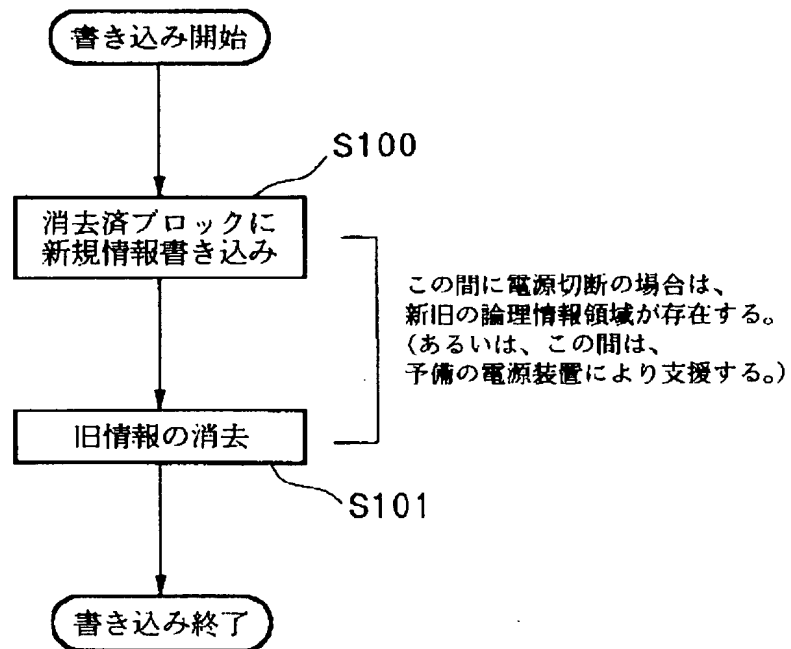 書き込み開始
S100
消去済ブロックに
新規情報書き込み
この間に電源切断の場合は、
新旧の論理情報領域が存在する。
(あるいは、この間は、
予備の電源装置により支援する。)
旧情報の消去
S101
書き込み終了